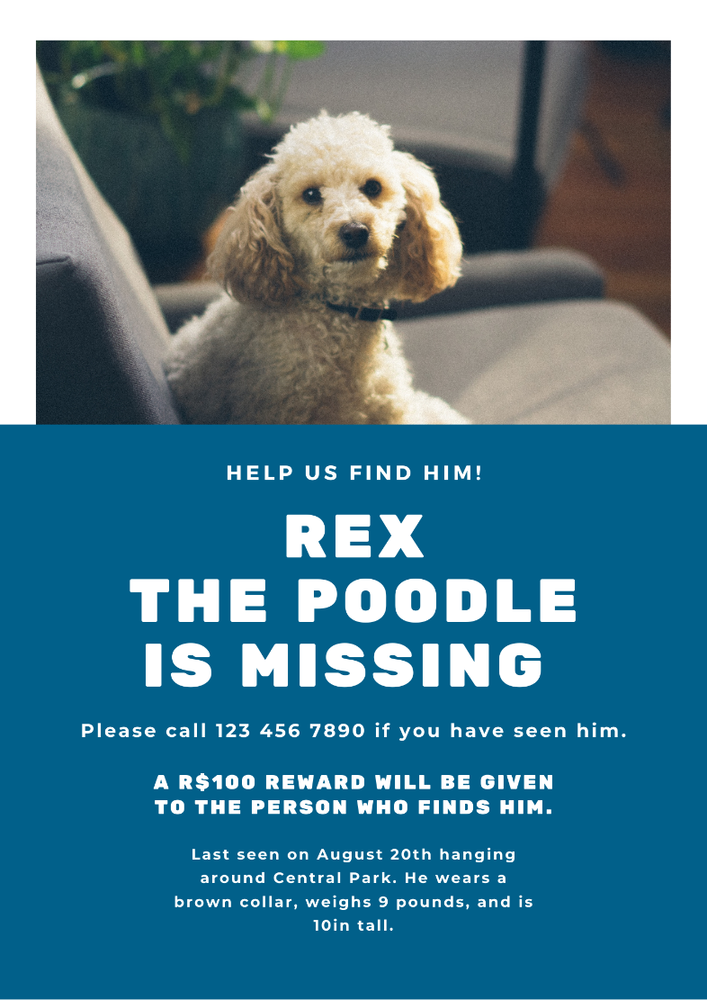 HELP US FIND HIM!
REX
THE POODLE
IS MISSING
Please call 123 456 7890 if you have seen him.
A R$100 REWARD WILL BE GIVEN
TO THE PERSON WHO FINDS HIM.
Last seen on August 20th hanging
around Central Park. He wears a
brown collar, weighs 9 pounds, and is
10in tall.